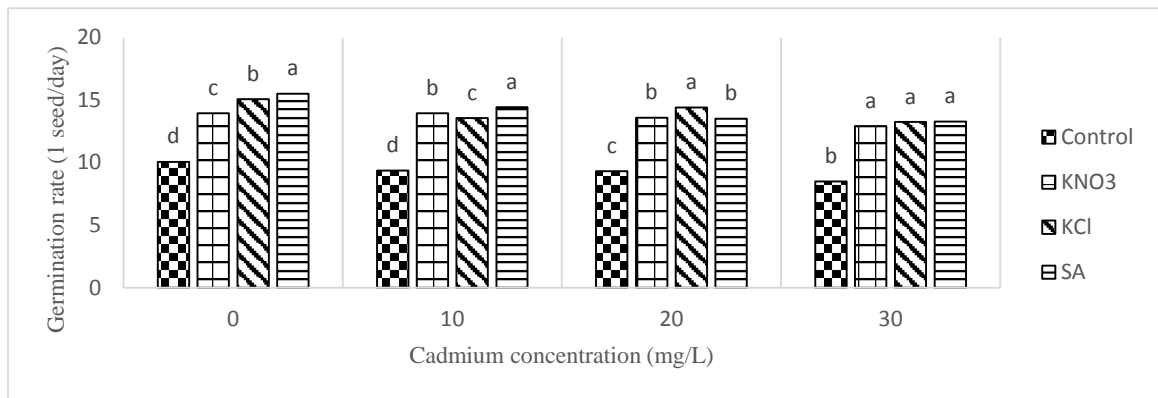 20
15
10
5
0
Germination rate (1 seed/day)
d c b a
d b c a
c b a b
b a a a
0 10 20 30
Cadmium concentration (mg/L)
Control
KNO3
KCl
SA